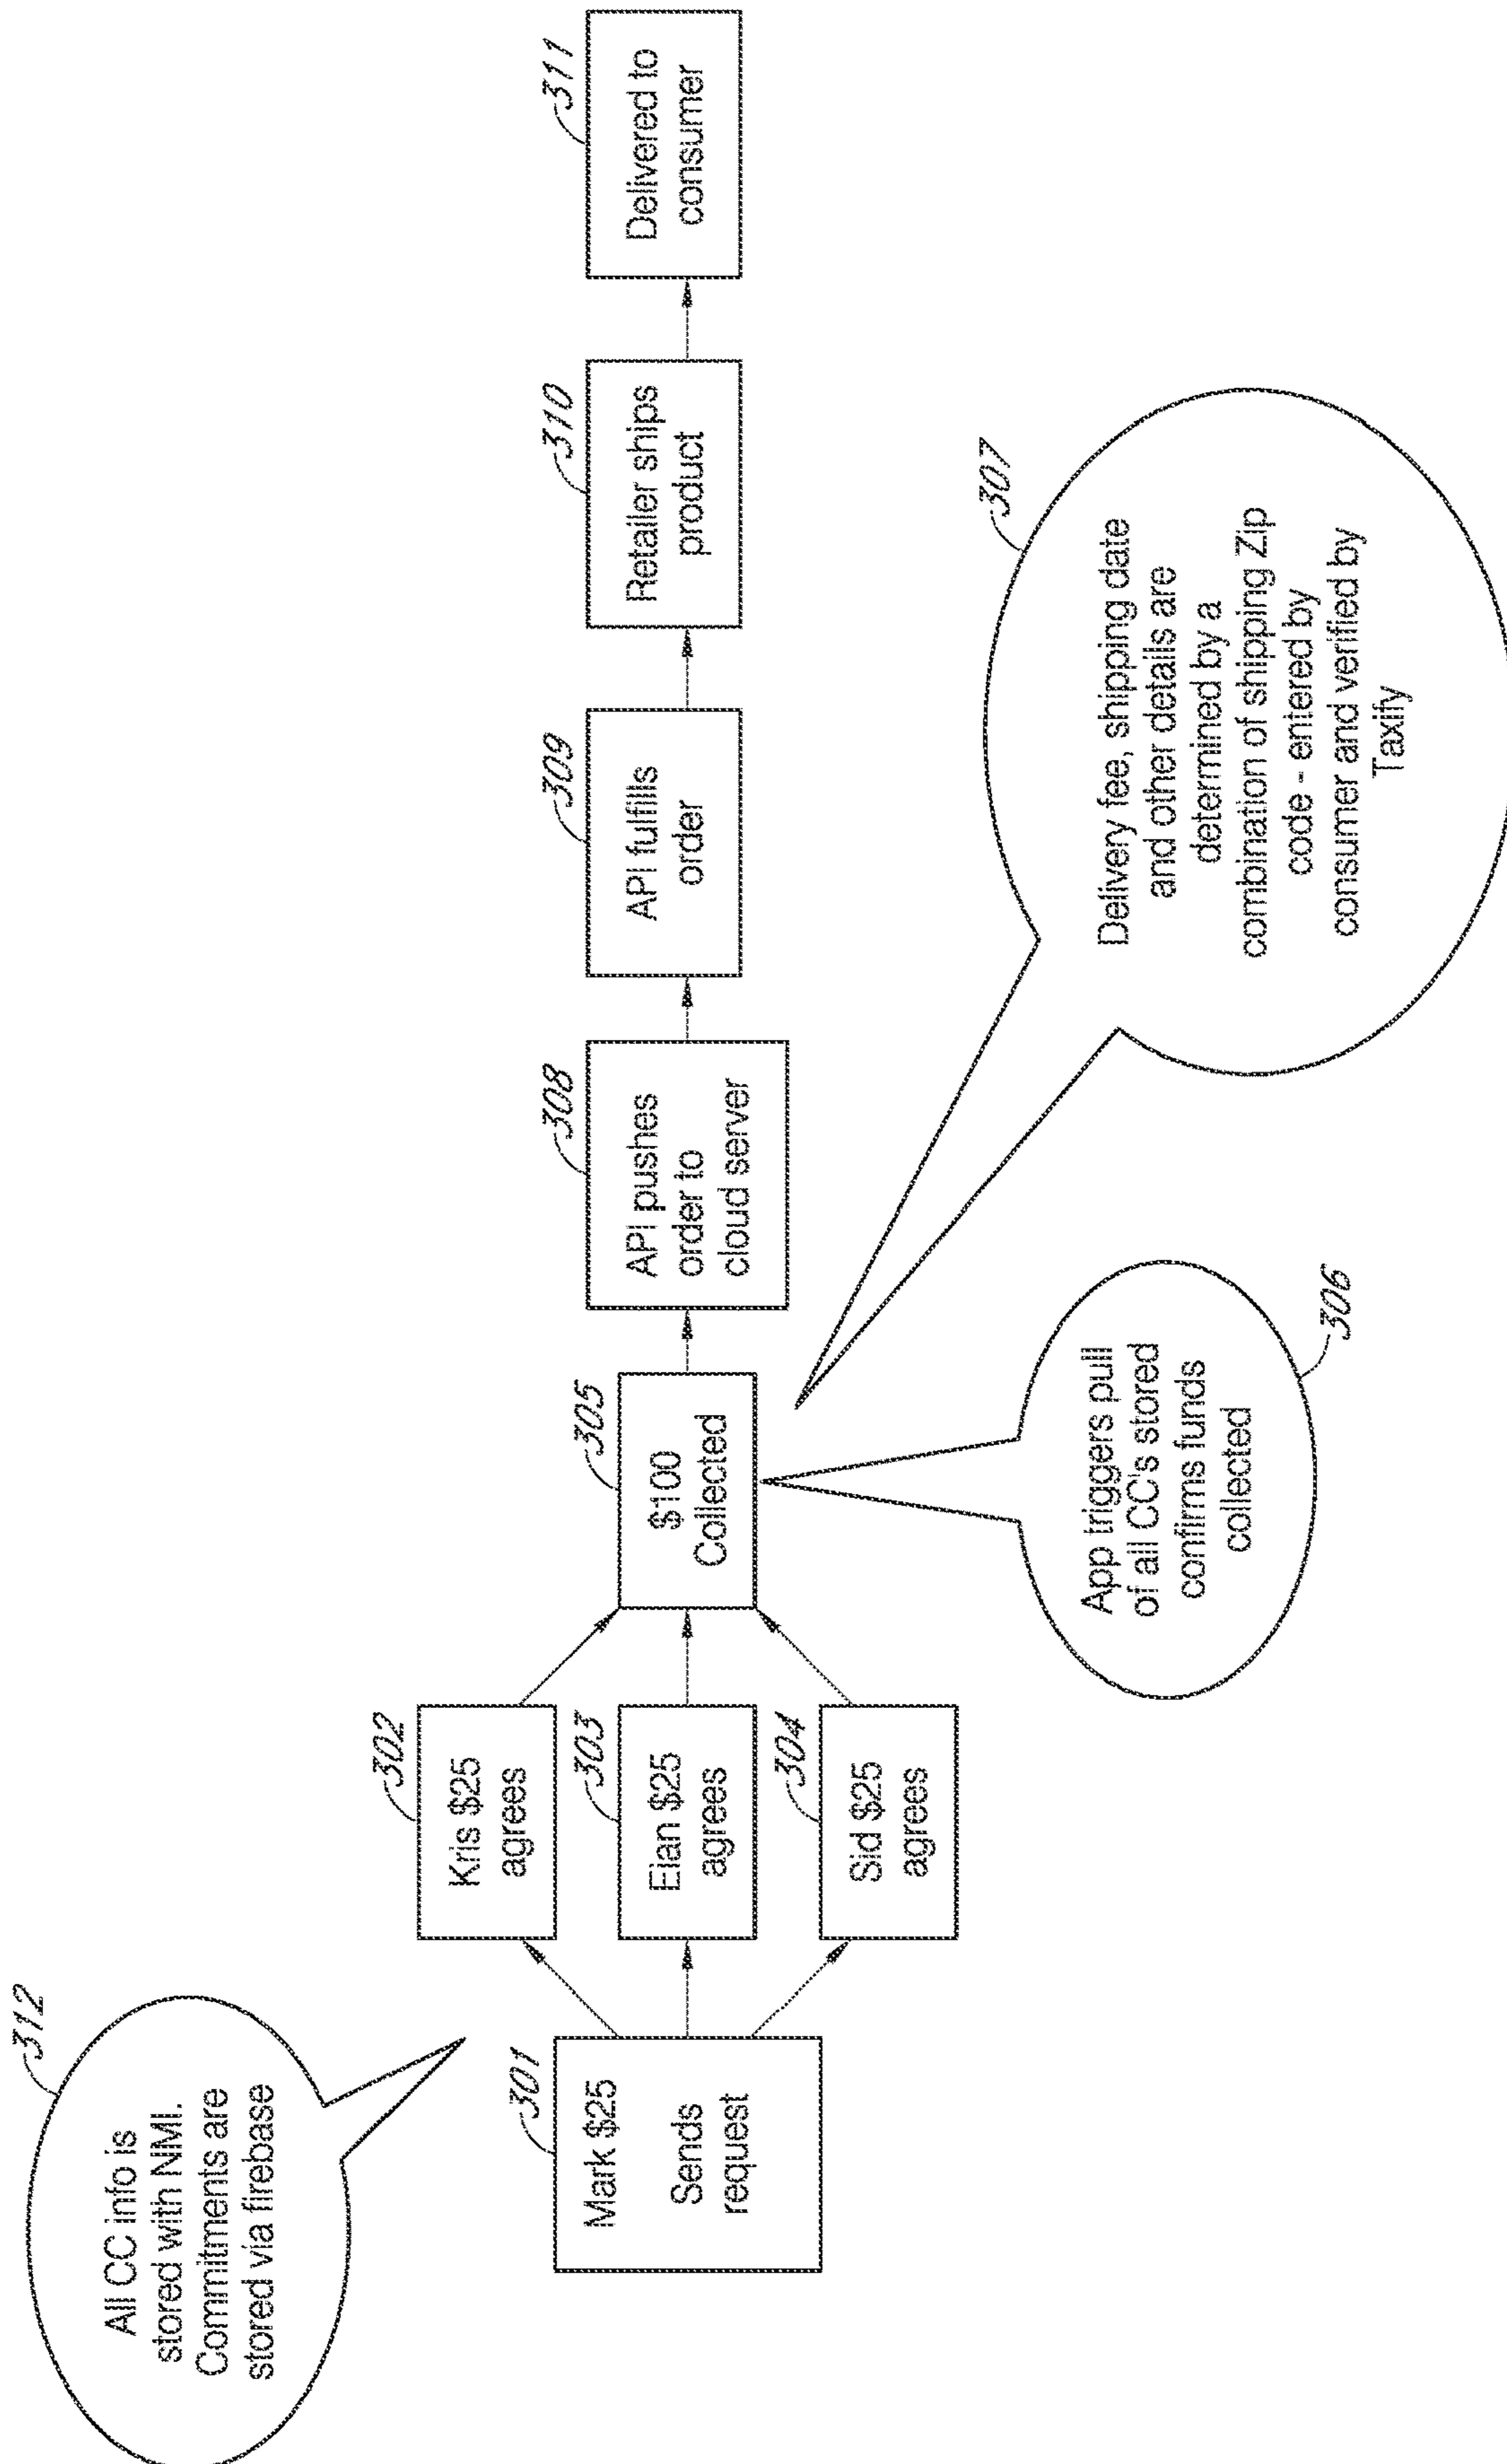 312
All CC info is
stored with NMI.
Commitments are
stored via firebase
301
Mark $25
Sends
request
302
Kris $25
agrees
303
Eian $25
agrees
304
Sid $25
agrees
305
$100
Collected
306
App triggers pull
of all CC's stored
confirms funds
collected
307
Delivery fee, shipping date
and other details are
determined by a
combination of shipping Zip
code - entered by
consumer and verified by
Taxify
308
API pushes
order to
cloud server
309
API fulfills
order
310
Retailer ships
product
311
Delivered to
consumer